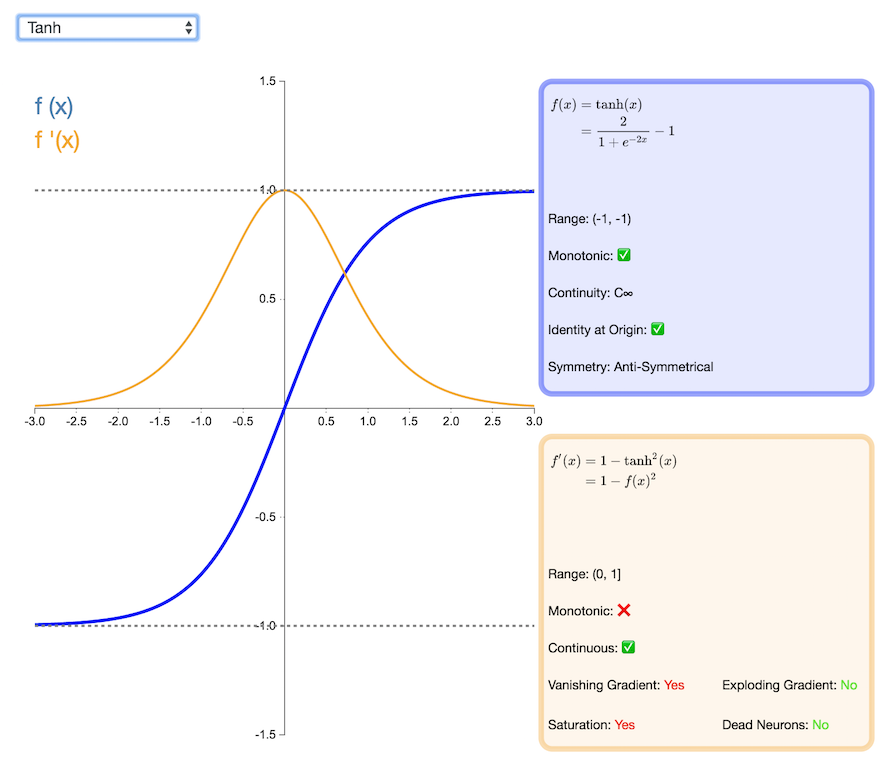 Tanh
f (x)
f '(x)
1.5
1.0
0.5
-3.0 -2.5 -2.0 -1.5 -1.0 -0.5 0.5 1.0 1.5 2.0 2.5 3.0
-0.5
-1.0
-1.5
f(x) = tanh(x)
= 2 / (1 + e^{-2x}) − 1
Range: (-1, -1)
Monotonic: ✅
Continuity: C∞
Identity at Origin: ✅
Symmetry: Anti-Symmetrical
f′(x) = 1 − tanh²(x)
= 1 − f(x)²
Range: (0, 1]
Monotonic: ❌
Continuous: ✅
Vanishing Gradient: Yes Exploding Gradient: No
Saturation: Yes Dead Neurons: No